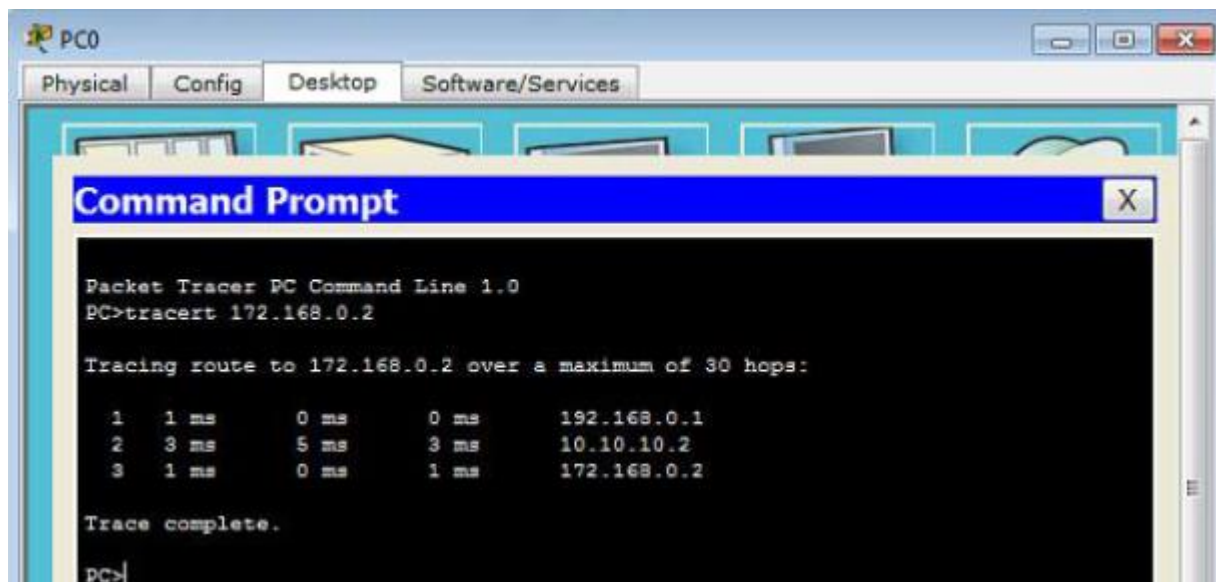 PC0
Physical Config Desktop Software/Services
Command Prompt X
Packet Tracer PC Command Line 1.0
PC>tracert 172.168.0.2
Tracing route to 172.168.0.2 over a maximum of 30 hops:
1 1 ms 0 ms 0 ms 192.168.0.1
2 3 ms 5 ms 3 ms 10.10.10.2
3 1 ms 0 ms 1 ms 172.168.0.2
Trace complete.
PC>